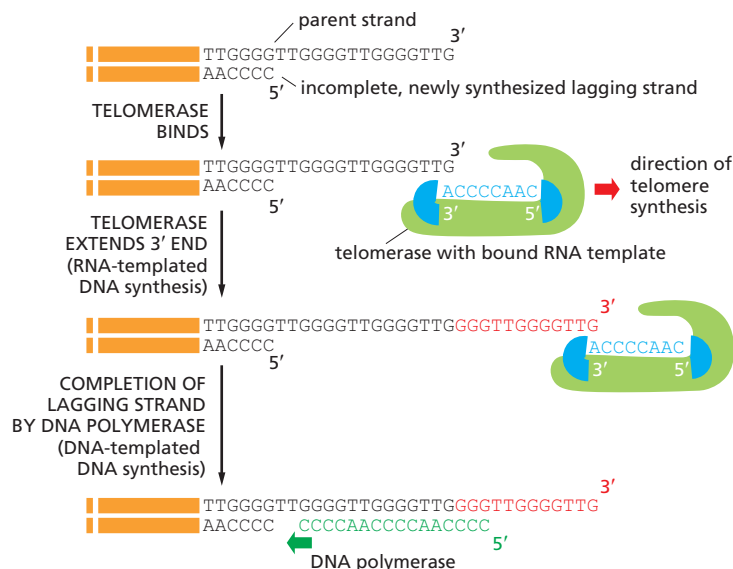 parent strand
3′
TTGGGGTTGGGGTTGGGGTTG
AACCCC
5′
incomplete, newly synthesized lagging strand
TELOMERASE
BINDS
3′
TTGGGGTTGGGGTTGGGGTTG
AACCCC
5′
ACCCCAAC
3′ 5′
direction of
telomere
synthesis
telomerase with bound RNA template
TELOMERASE
EXTENDS 3′ END
(RNA-templated
DNA synthesis)
3′
TTGGGGTTGGGGTTGGGGTTGGGGTTGGGGTTG
AACCCC
5′
ACCCCAAC
3′ 5′
COMPLETION OF
LAGGING STRAND
BY DNA POLYMERASE
(DNA-templated
DNA synthesis)
3′
TTGGGGTTGGGGTTGGGGTTGGGGTTGGGGTTG
AACCCC CCCCAACCCCAACCCC
5′
DNA polymerase